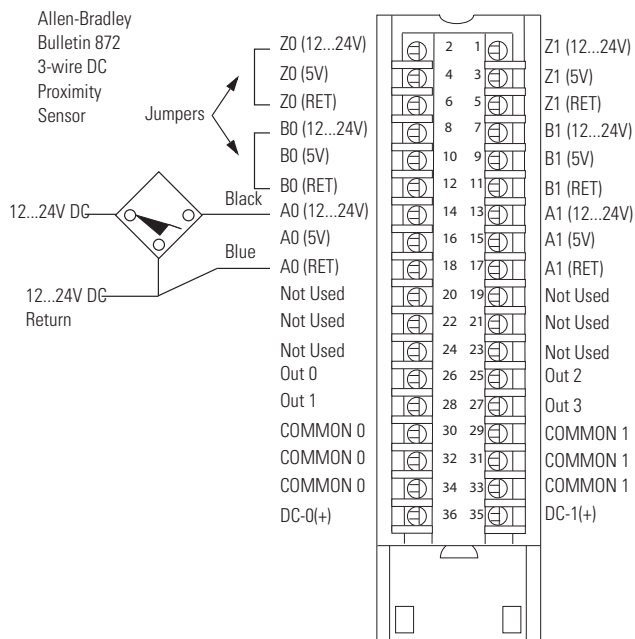 Allen-Bradley
Bulletin 872
3-wire DC
Proximity
Sensor
Jumpers
12...24V DC
Black
Blue
12...24V DC
Return
Z0 (12...24V) 2 1 Z1 (12...24V)
Z0 (5V) 4 3 Z1 (5V)
Z0 (RET) 6 5 Z1 (RET)
B0 (12...24V) 8 7 B1 (12...24V)
B0 (5V) 10 9 B1 (5V)
B0 (RET) 12 11 B1 (RET)
A0 (12...24V) 14 13 A1 (12...24V)
A0 (5V) 16 15 A1 (5V)
A0 (RET) 18 17 A1 (RET)
Not Used 20 19 Not Used
Not Used 22 21 Not Used
Not Used 24 23 Not Used
Out 0 26 25 Out 2
Out 1 28 27 Out 3
COMMON 0 30 29 COMMON 1
COMMON 0 32 31 COMMON 1
COMMON 0 34 33 COMMON 1
DC-0(+) 36 35 DC-1(+)